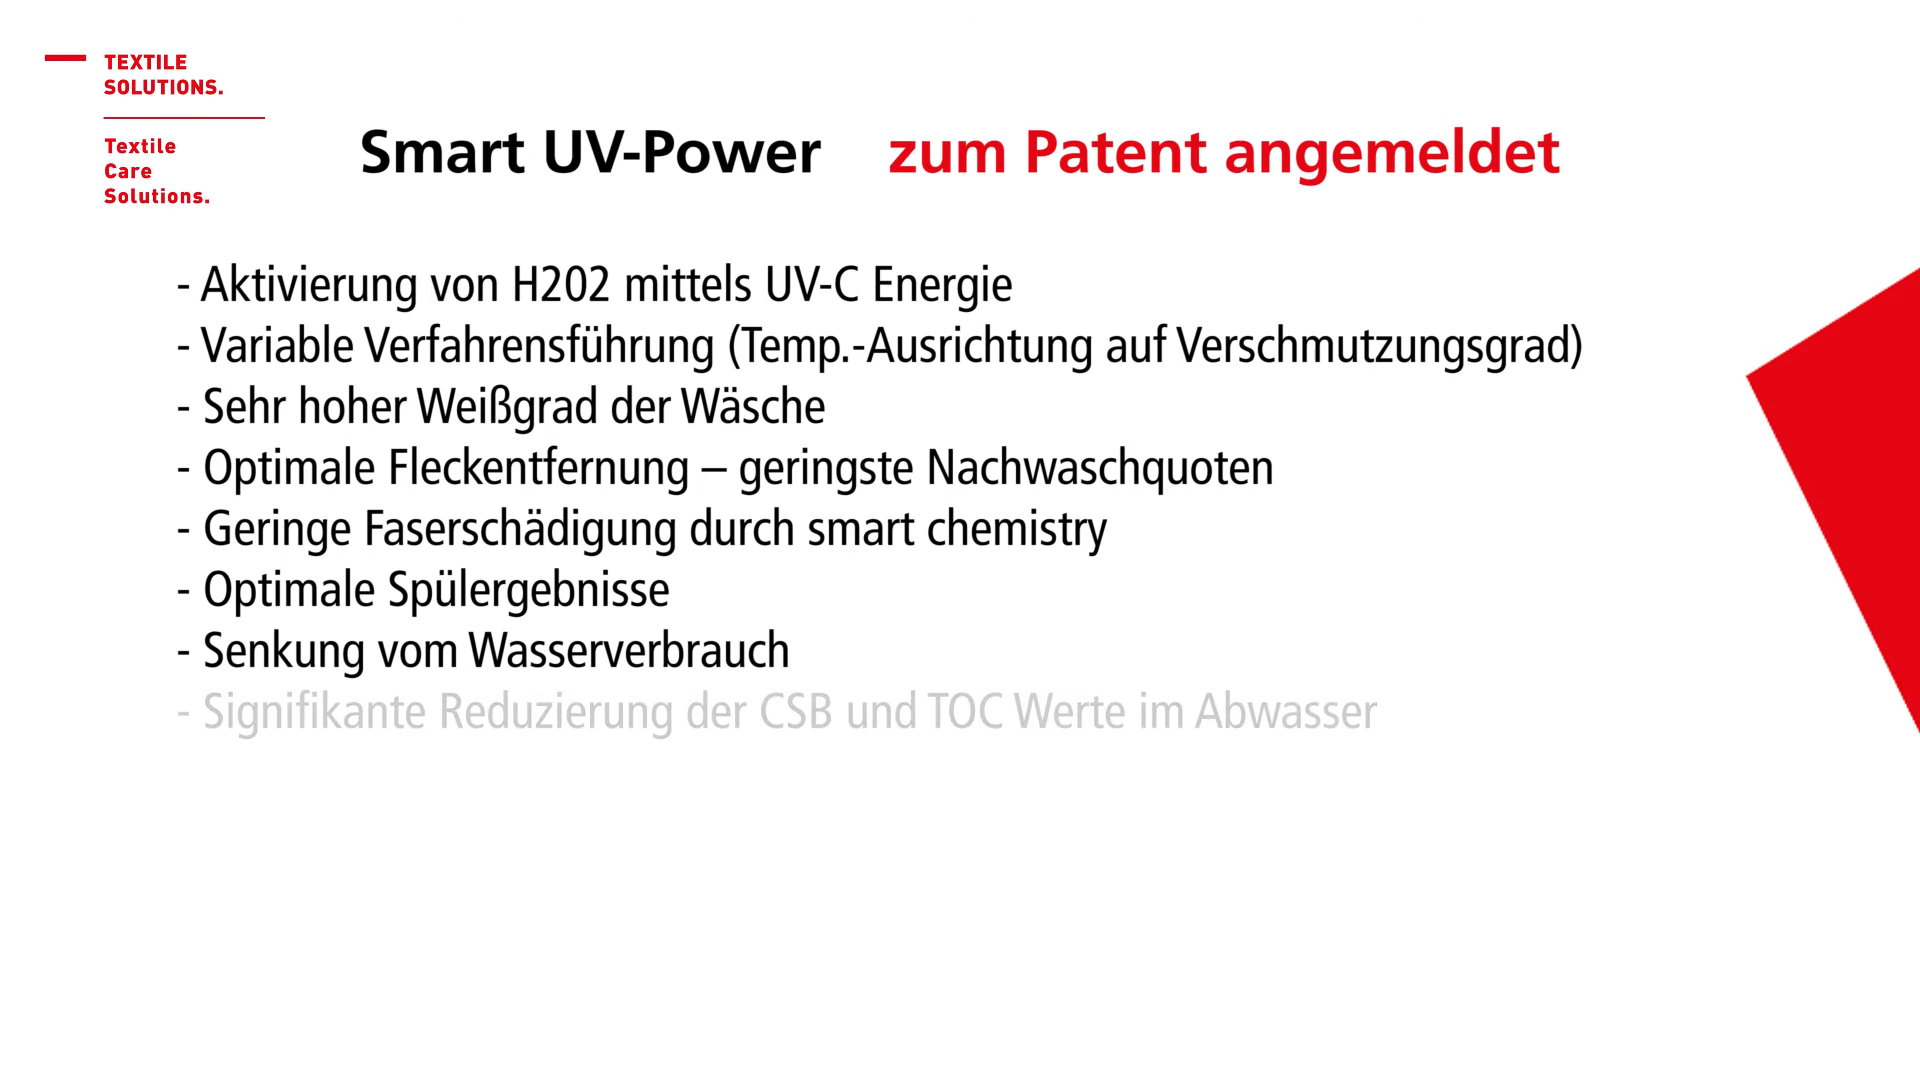 TEXTILE
SOLUTIONS.
Textile
Care
Solutions.
Smart UV-Power zum Patent angemeldet
- Aktivierung von H202 mittels UV-C Energie
- Variable Verfahrensführung (Temp.-Ausrichtung auf Verschmutzungsgrad)
- Sehr hoher Weißgrad der Wäsche
- Optimale Fleckentfernung – geringste Nachwaschquoten
- Geringe Faserschädigung durch smart chemistry
- Optimale Spülergebnisse
- Senkung vom Wasserverbrauch
- Signifikante Reduzierung der CSB und TOC Werte im Abwasser